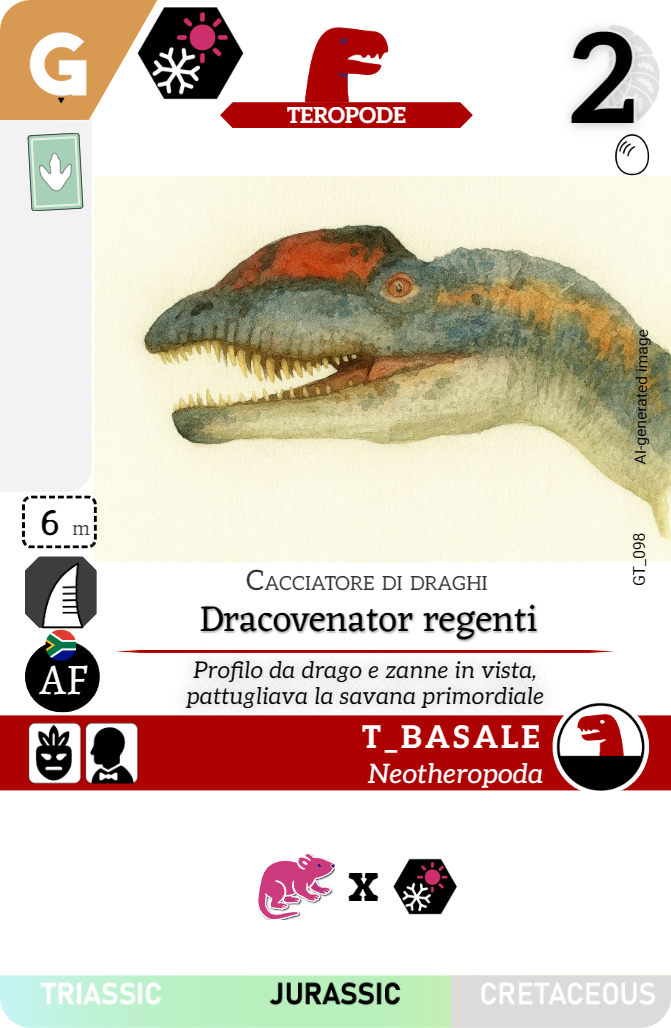 G
TEROPODE
2
AI-generated image
6 m
GT_098
CACCIATORE DI DRAGHI
Dracovenator regenti
AF
Profilo da drago e zanne in vista,
pattugliava la savana primordiale
T_BASALE
Neotheropoda
x
TRIASSIC
JURASSIC
CRETACEOUS